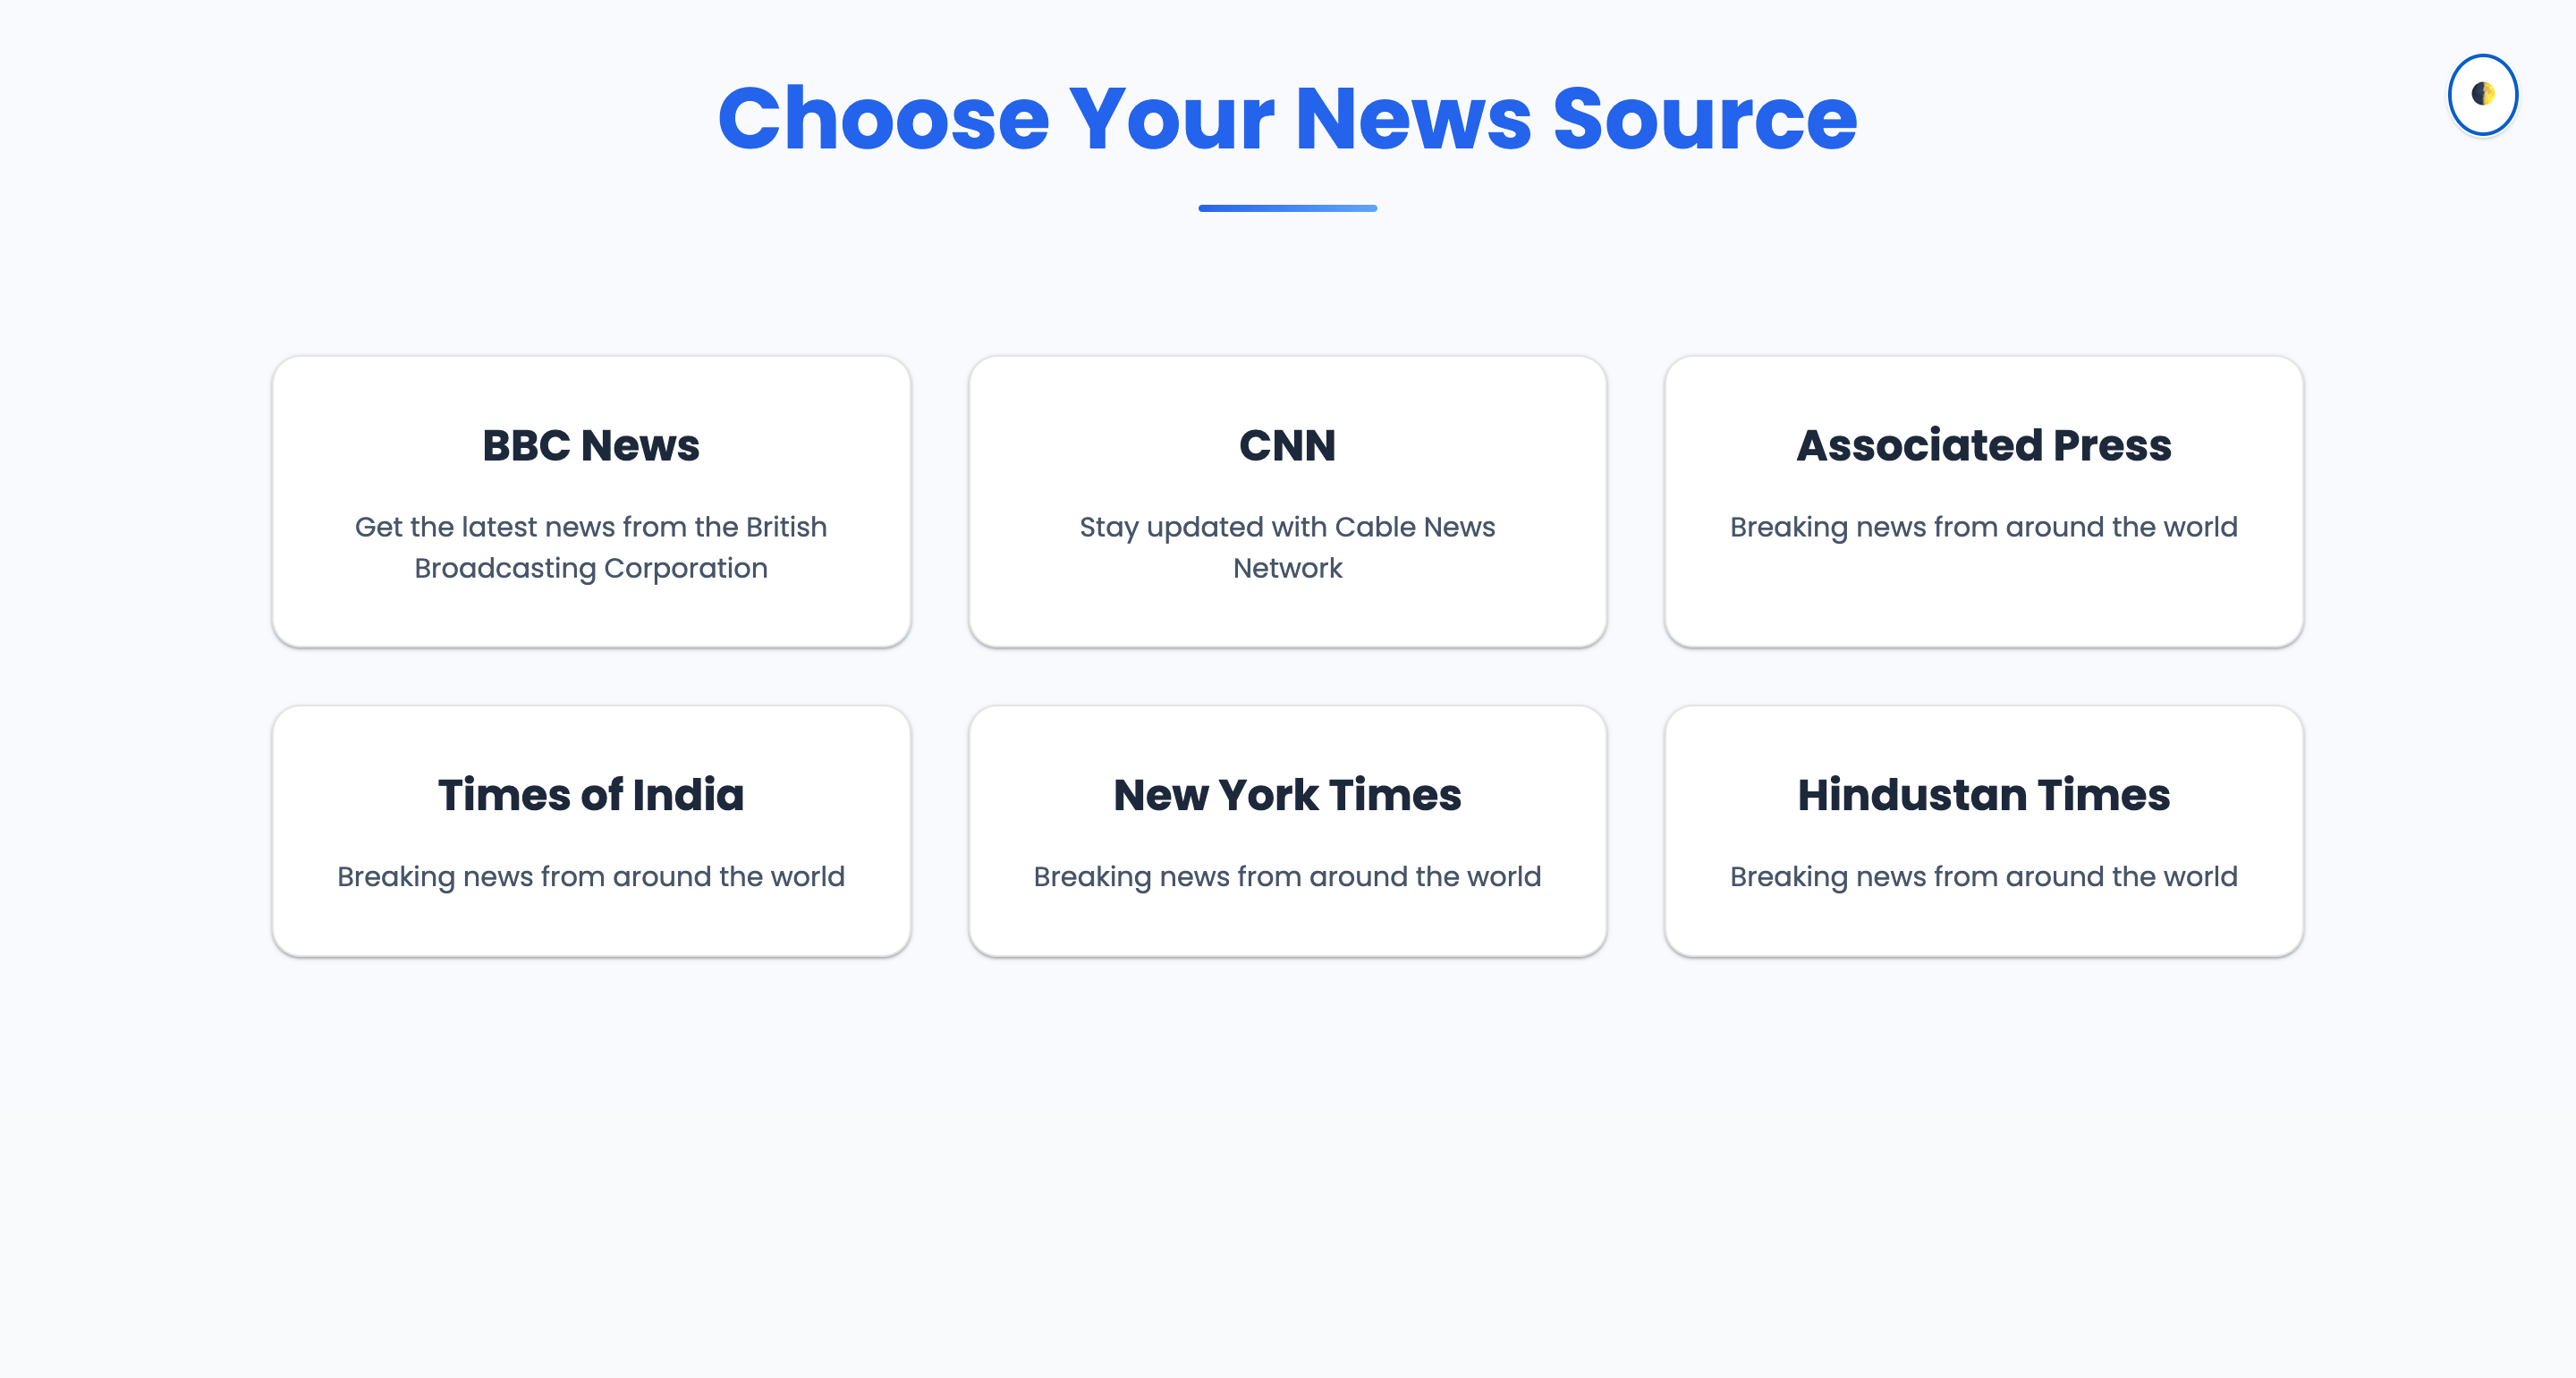 Choose Your News Source
BBC News
Get the latest news from the British
Broadcasting Corporation
CNN
Stay updated with Cable News
Network
Associated Press
Breaking news from around the world
Times of India
Breaking news from around the world
New York Times
Breaking news from around the world
Hindustan Times
Breaking news from around the world